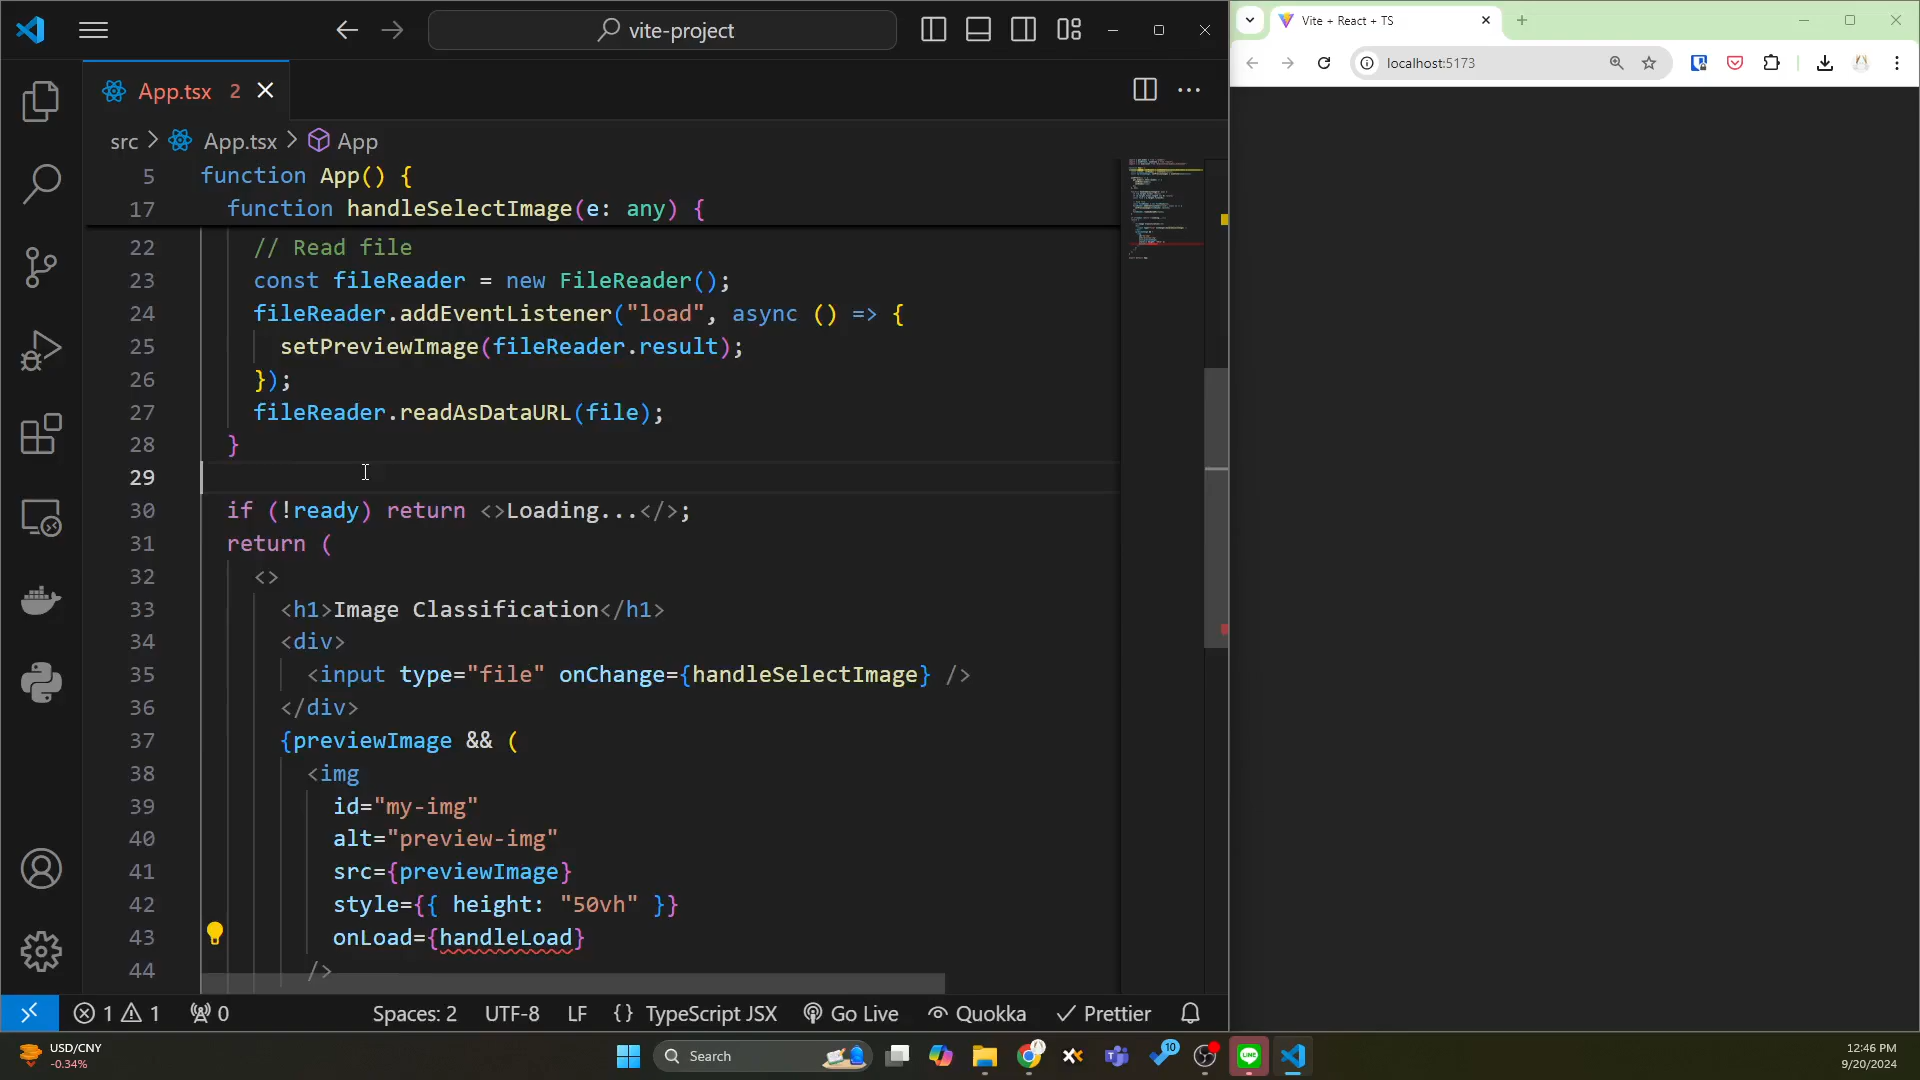 vite-project
App.tsx 2
src > App.tsx > App
5 function App() {
17 function handleSelectImage(e: any) {
22 // Read file
23 const fileReader = new FileReader();
24 fileReader.addEventListener("load", async () => {
25 setPreviewImage(fileReader.result);
26 });
27 fileReader.readAsDataURL(file);
28 }
29
30 if (!ready) return <>Loading...</>;
31 return (
32 <>
33 <h1>Image Classification</h1>
34 <div>
35 <input type="file" onChange={handleSelectImage} />
36 </div>
37 {previewImage && (
38 <img
39 id="my-img"
40 alt="preview-img"
41 src={previewImage}
42 style={{ height: "50vh" }}
43 onLoad={handleLoad}
44 />
1 1 0 Spaces: 2 UTF-8 LF {} TypeScript JSX Go Live Quokka Prettier
Vite + React + TS
localhost:5173
USD/CNY
-0.34%
Search
10
12:46 PM
9/20/2024